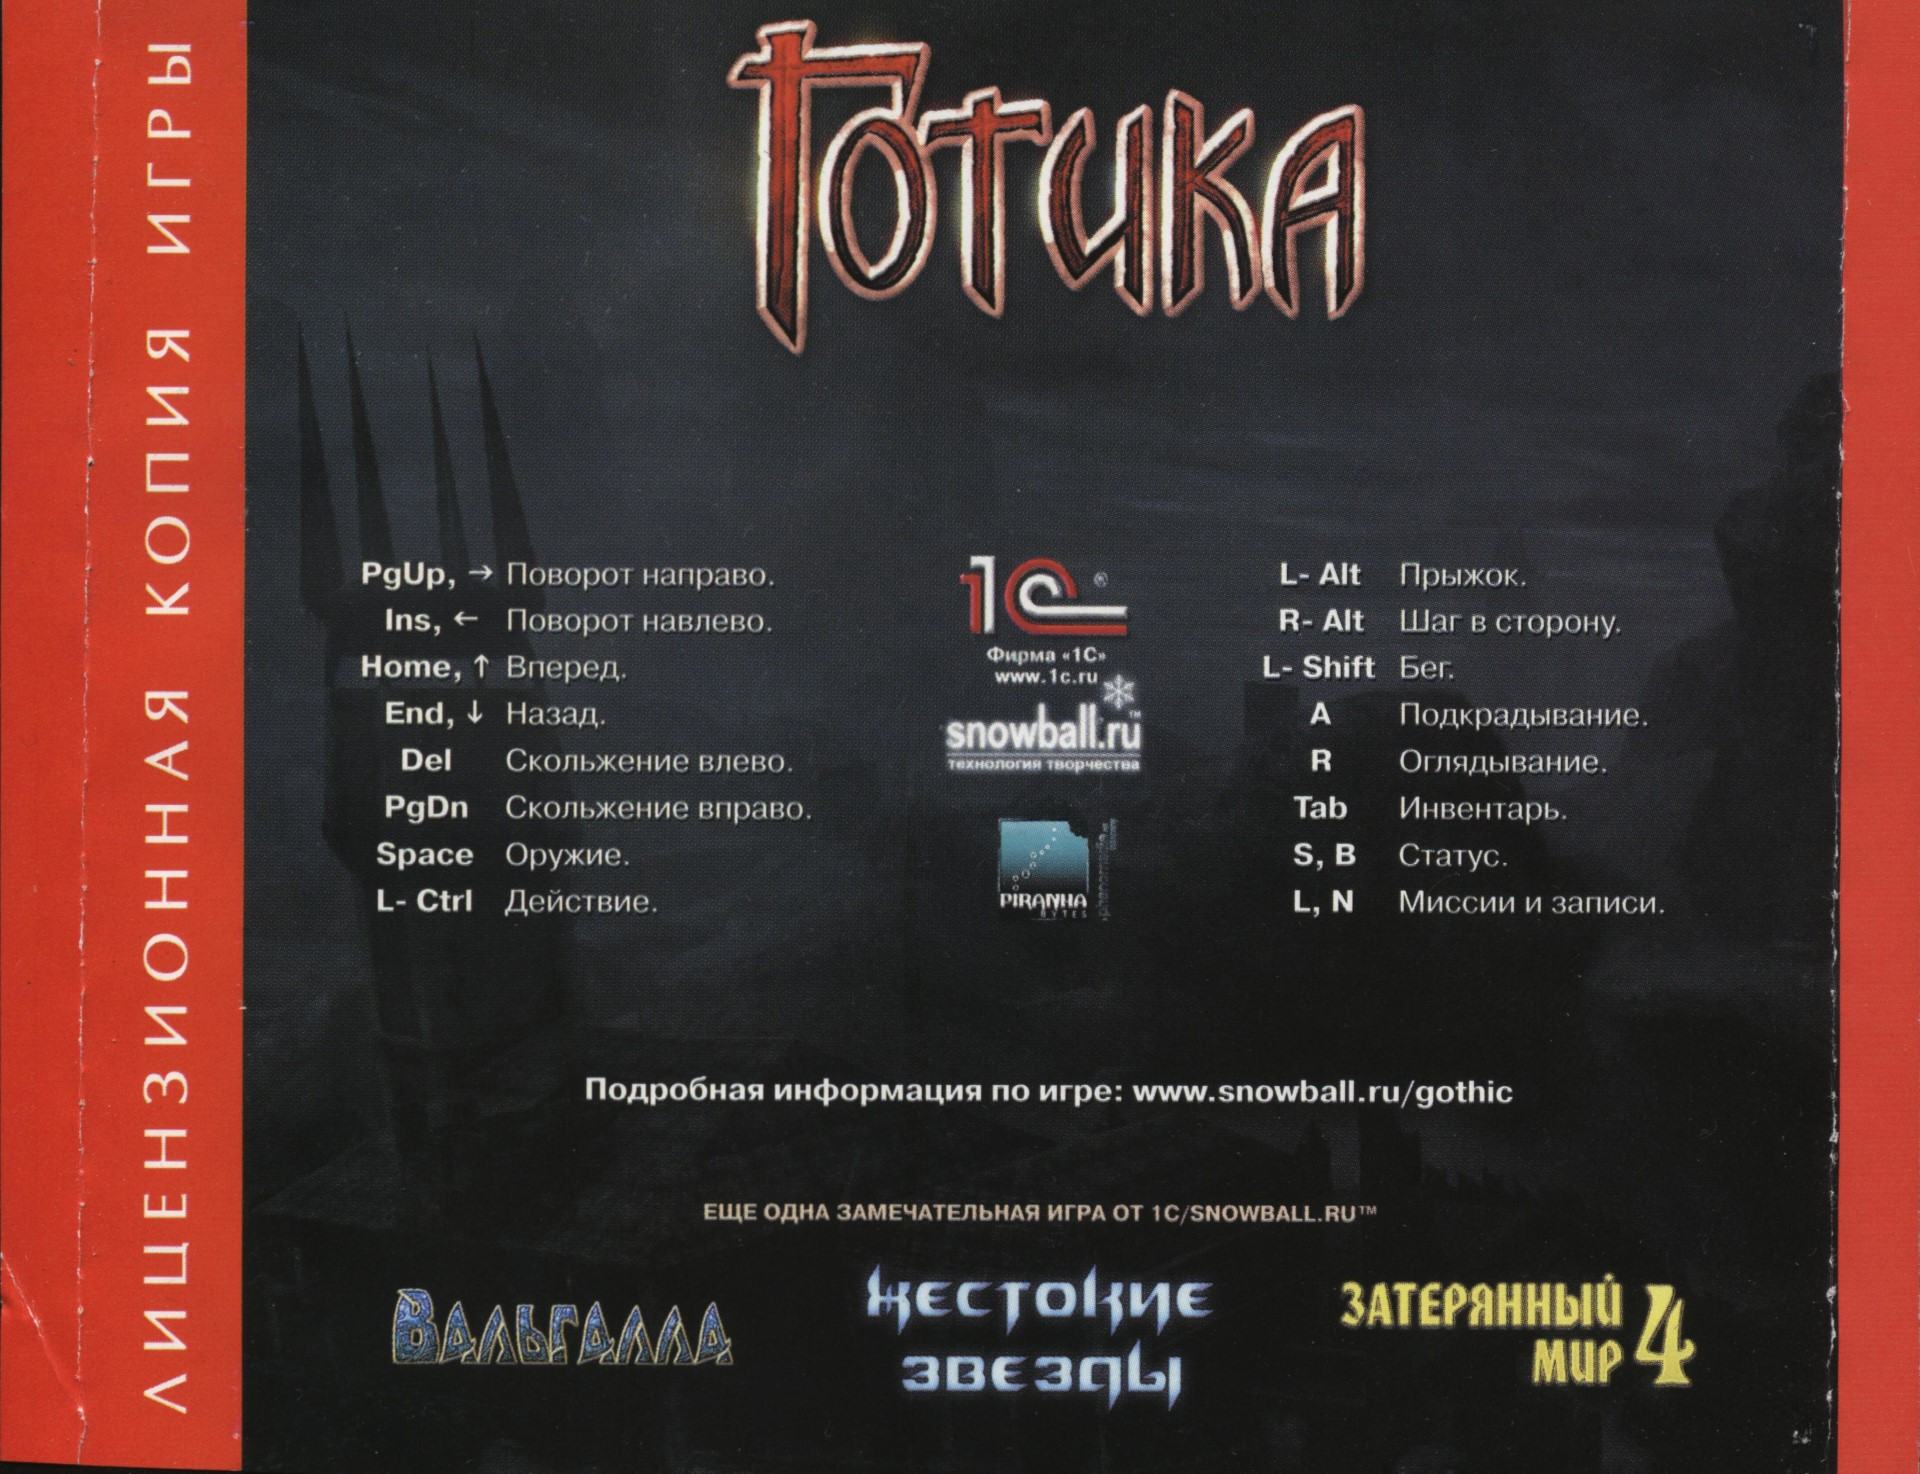 ЛИЦЕНЗИОННАЯ КОПИЯ ИГРЫ
Готика
PgUp, → Поворот направо.
Ins, ← Поворот навлево.
Home, ↑ Вперед.
End, ↓ Назад.
Del Скольжение влево.
PgDn Скольжение вправо.
Space Оружие.
L- Ctrl Действие.
1С®
Фирма «1С»
www.1c.ru
snowball.ru™
технология творчества
PIRANHA
BYTES
L- Alt Прыжок.
R- Alt Шаг в сторону.
L- Shift Бег.
A Подкрадывание.
R Оглядывание.
Tab Инвентарь.
S, B Статус.
L, N Миссии и записи.
Подробная информация по игре: www.snowball.ru/gothic
ЕЩЕ ОДНА ЗАМЕЧАТЕЛЬНАЯ ИГРА ОТ 1С/SNOWBALL.RU™
ВАЛЬГАЛЛА
ЖЕСТОКИЕ
ЗВЕЗДЫ
ЗАТЕРЯННЫЙ
МИР 4